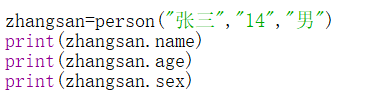 zhangsan=person("张三","14","男")
print(zhangsan.name)
print(zhangsan.age)
print(zhangsan.sex)